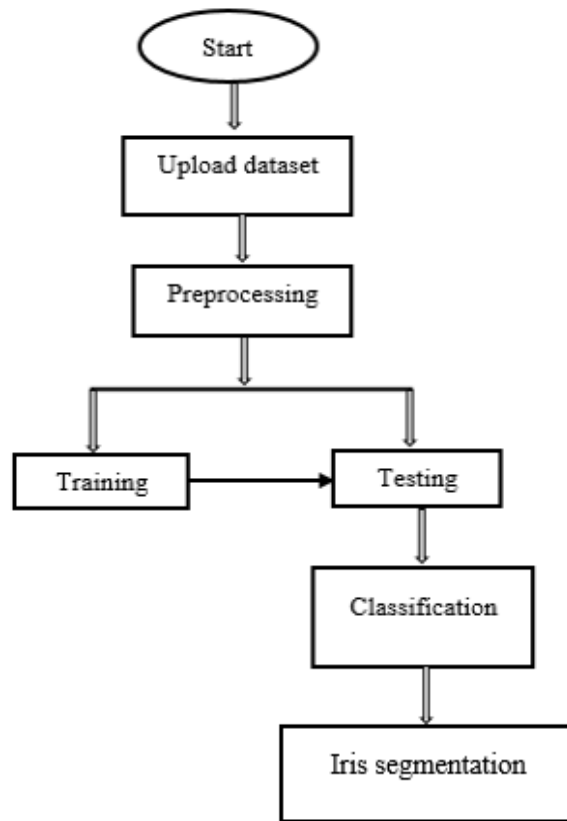 Start
Upload dataset
Preprocessing
Training
Testing
Classification
Iris segmentation